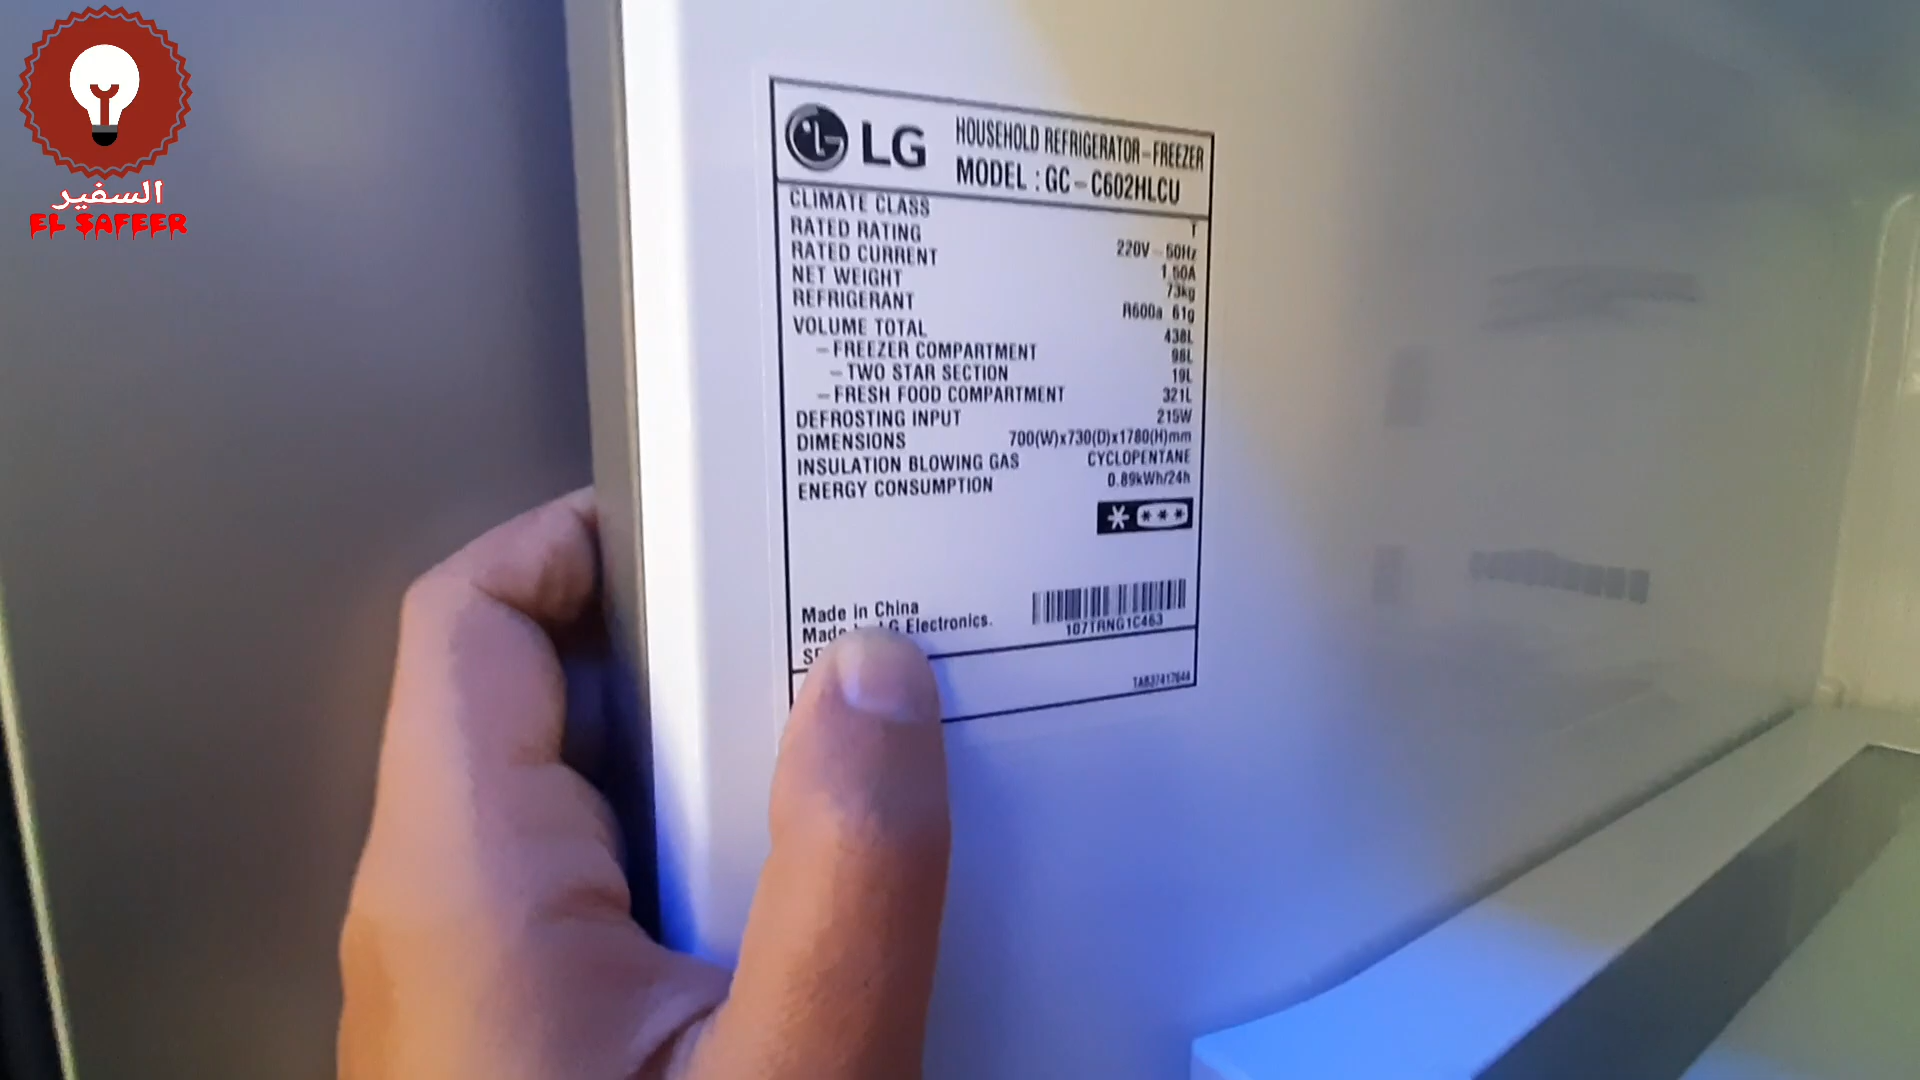 السفير
EL SAFEER
LG
HOUSEHOLD REFRIGERATOR-FREEZER
MODEL : GC-C602HLCU
CLIMATE CLASS T
RATED RATING 220V~50Hz
RATED CURRENT 1.50A
NET WEIGHT 73kg
REFRIGERANT R600a 61g
VOLUME TOTAL 438L
-FREEZER COMPARTMENT 98L
-TWO STAR SECTION 19L
-FRESH FOOD COMPARTMENT 321L
DEFROSTING INPUT 215W
DIMENSIONS 700(W)x730(D)x1780(H)mm
INSULATION BLOWING GAS CYCLOPENTANE
ENERGY CONSUMPTION 0.89kWh/24h
Made in China
Made LG Electronics.
107TRNG1C463